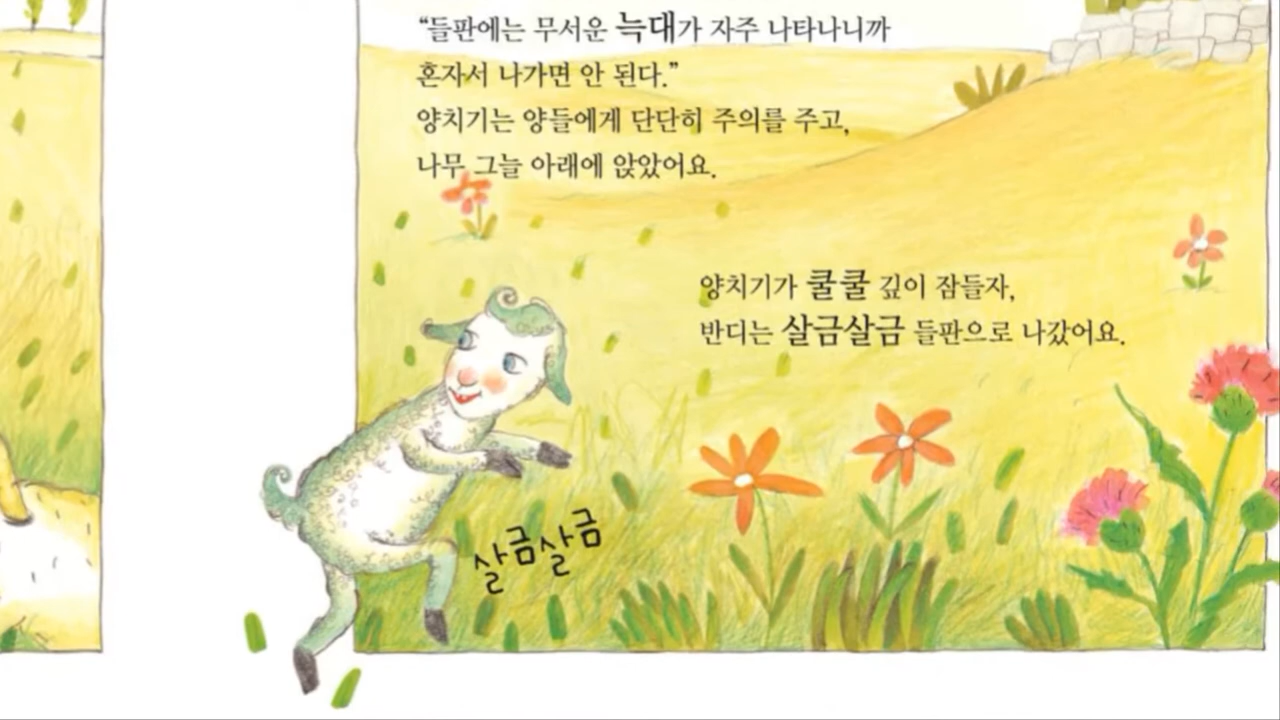 “들판에는 무서운 늑대가 자주 나타나니까
혼자서 나가면 안 된다.”
양치기는 양들에게 단단히 주의를 주고,
나무 그늘 아래에 앉았어요.
양치기가 쿨쿨 깊이 잠들자,
반디는 살금살금 들판으로 나갔어요.
살금살금